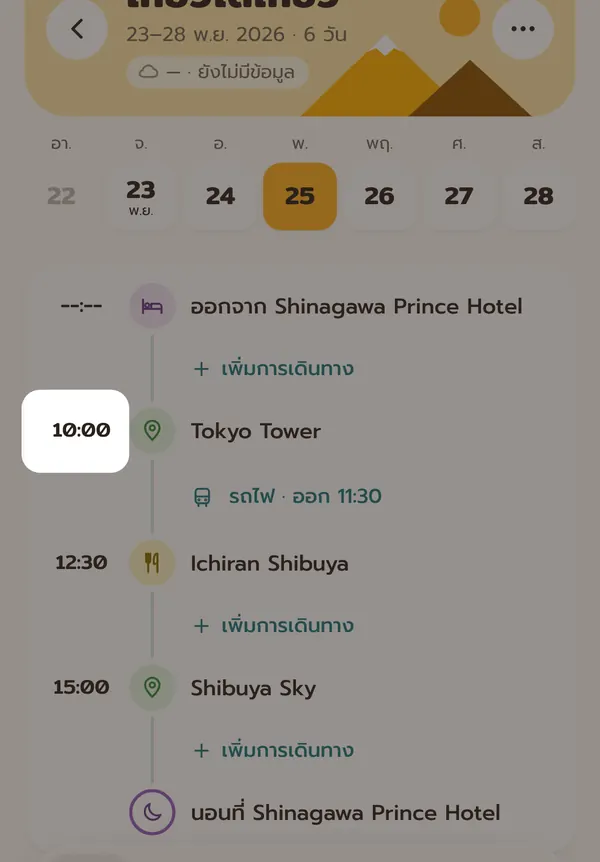 23–28 พ.ย. 2026 · 6 วัน
— · ยังไม่มีข้อมูล
อา. จ. อ. พ. พฤ. ศ. ส.
22 23 24 25 26 27 28
พ.ย.
--:-- ออกจาก Shinagawa Prince Hotel
+ เพิ่มการเดินทาง
10:00 Tokyo Tower
รถไฟ · ออก 11:30
12:30 Ichiran Shibuya
+ เพิ่มการเดินทาง
15:00 Shibuya Sky
+ เพิ่มการเดินทาง
นอนที่ Shinagawa Prince Hotel